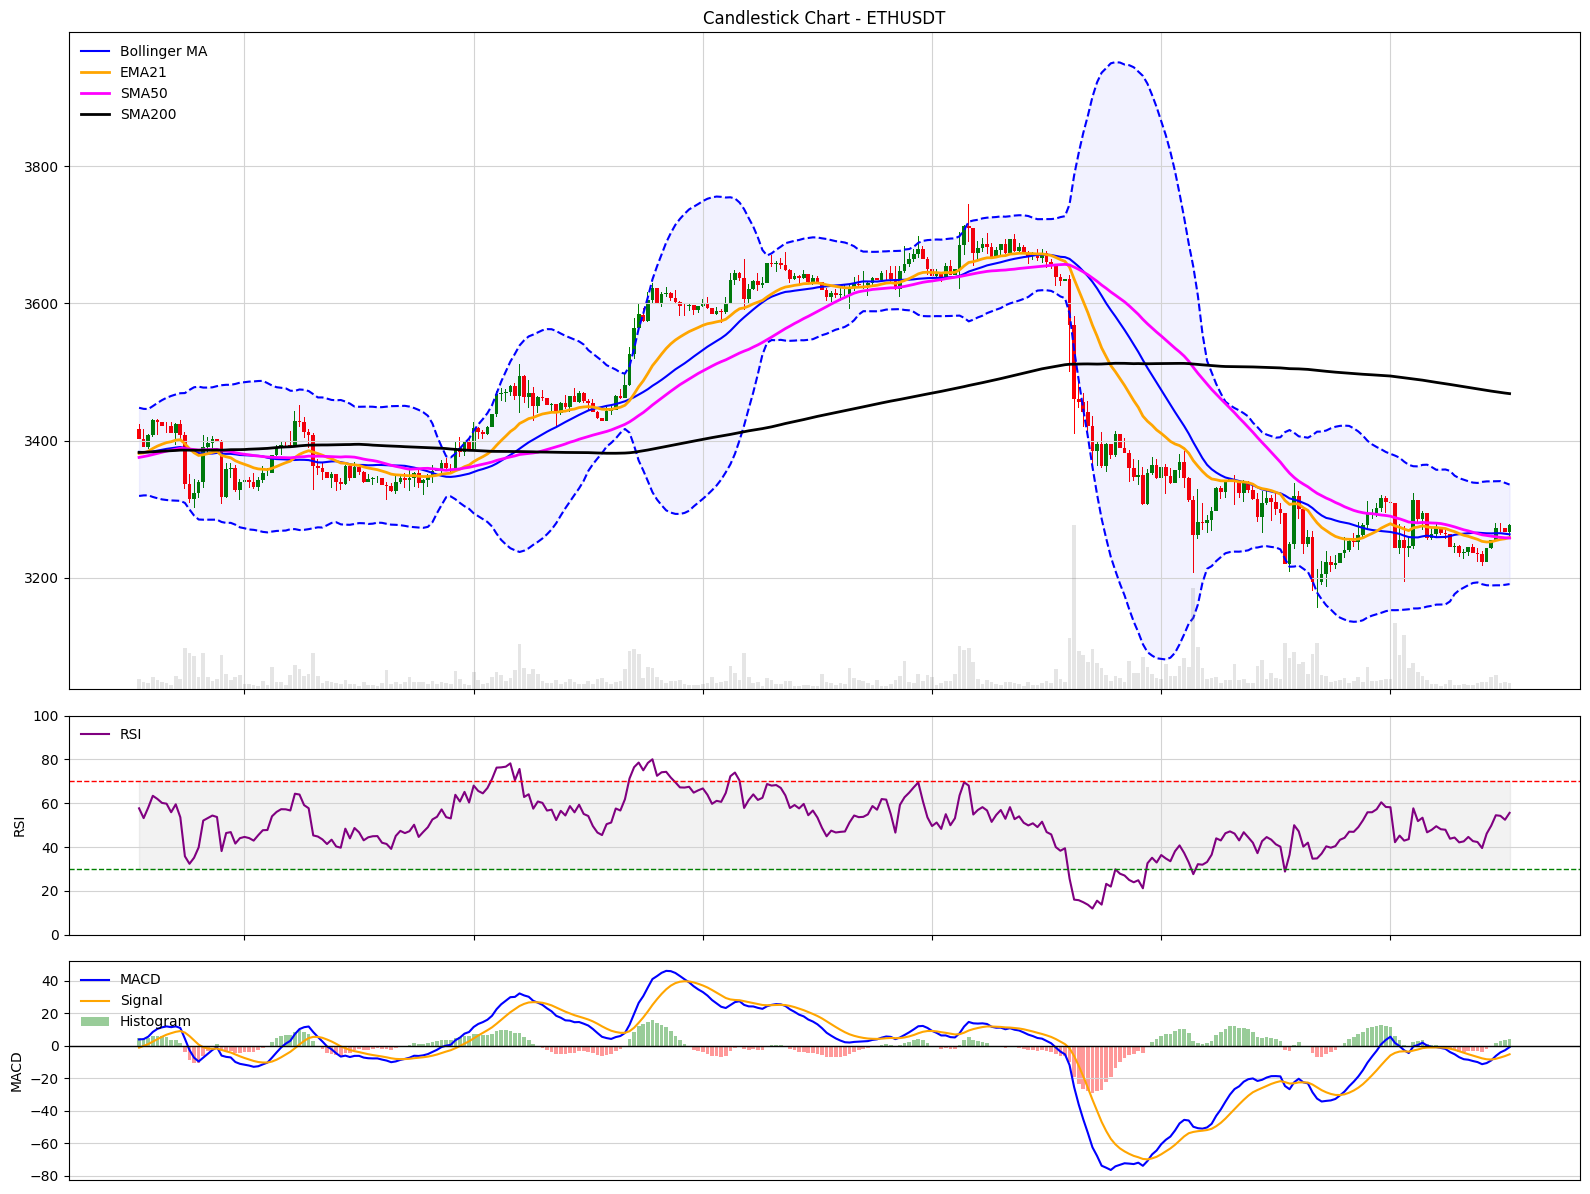 Candlestick Chart - ETHUSDT
Bollinger MA
EMA21
SMA50
SMA200
3800
3600
3400
3200
RSI
100
80
60
40
20
0
RSI
MACD
Signal
Histogram
40
20
0
−20
−40
−60
−80
MACD